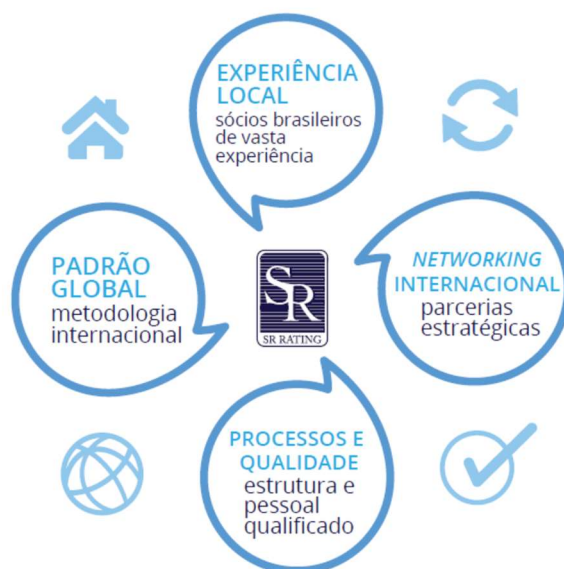 EXPERIÊNCIA
LOCAL
sócios brasileiros
de vasta
experiência
PADRÃO
GLOBAL
metodologia
internacional
SR
SR RATING
NETWORKING
INTERNACIONAL
parcerias
estratégicas
PROCESSOS E
QUALIDADE
estrutura e
pessoal
qualificado